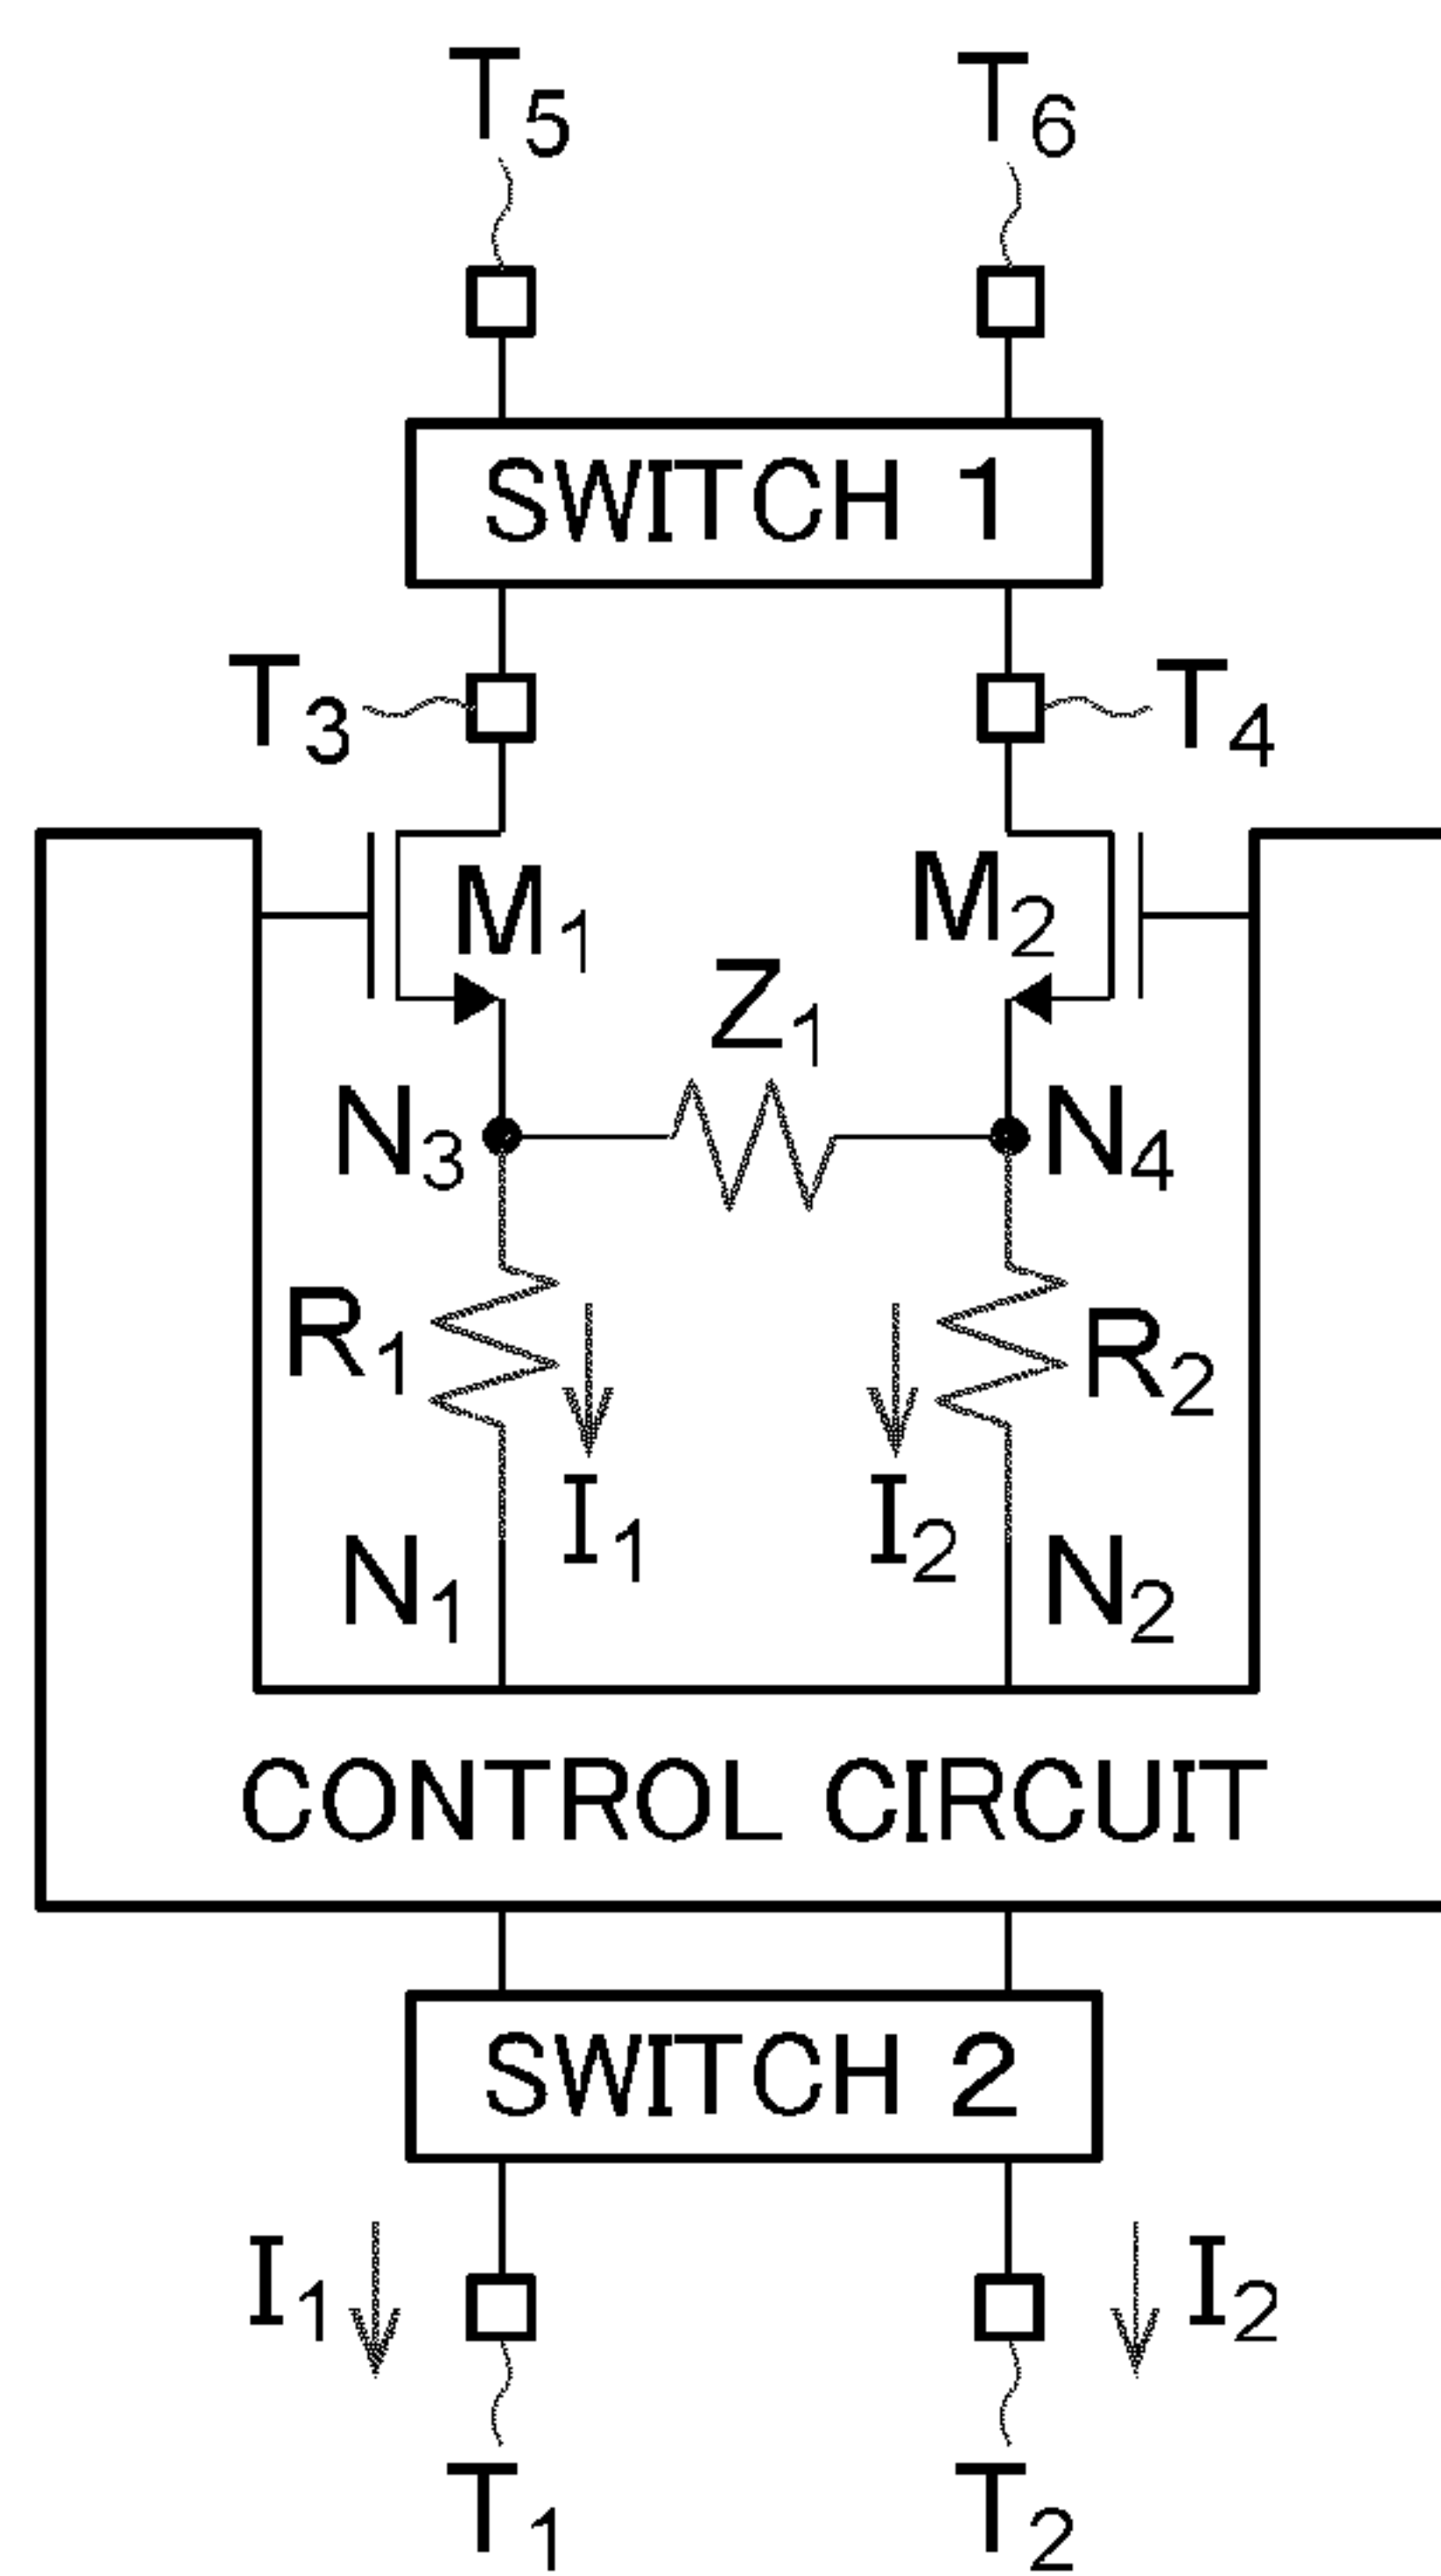 T5 T6
SWITCH 1
T3 T4
M1 M2
Z1
N3 N4
R1 R2
I1 I2
N1 N2
CONTROL CIRCUIT
SWITCH 2
I1 I2
T1 T2